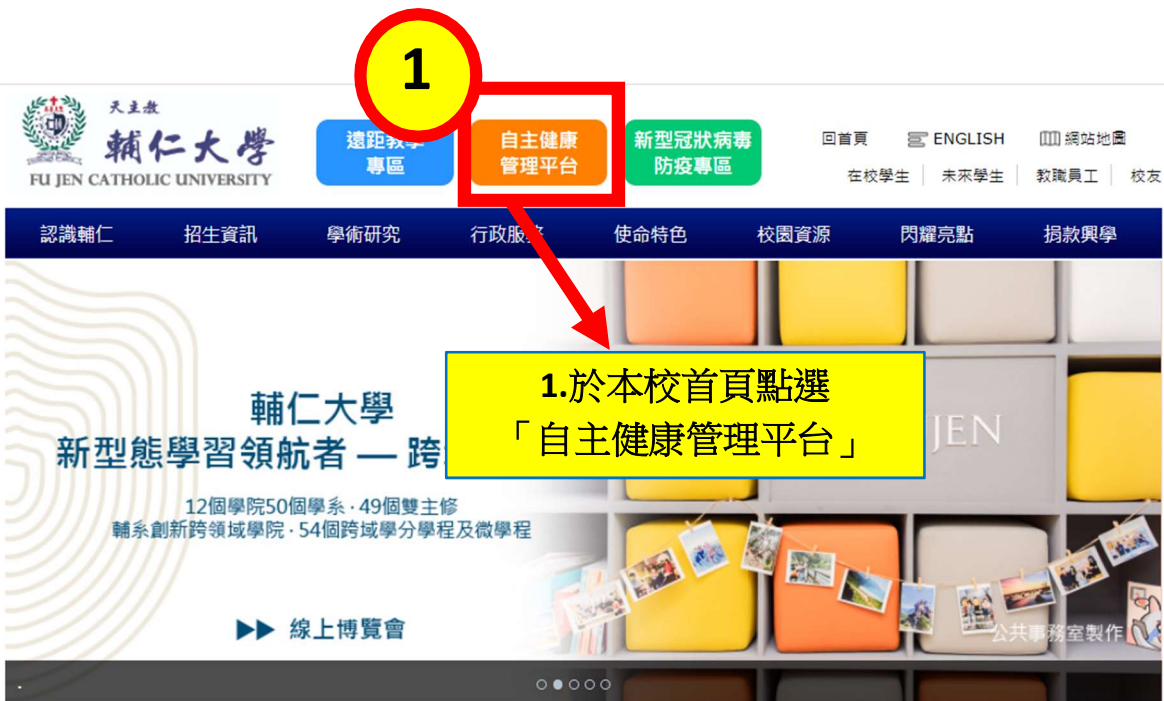 1
天主教
輔仁大學
FU JEN CATHOLIC UNIVERSITY
遠距教學
專區
自主健康
管理平台
新型冠狀病毒
防疫專區
回首頁
ENGLISH
網站地圖
在校學生
未來學生
教職員工
校友
認識輔仁
招生資訊
學術研究
行政服務
使命特色
校園資源
閃耀亮點
捐款興學
1.於本校首頁點選
「自主健康管理平台」
JEN
輔仁大學
新型態學習領航者 — 跨
12個學院50個學系 · 49個雙主修
輔系創新跨領域學院 · 54個跨域學分學程及微學程
▶▶ 線上博覽會
公共事務室製作
.